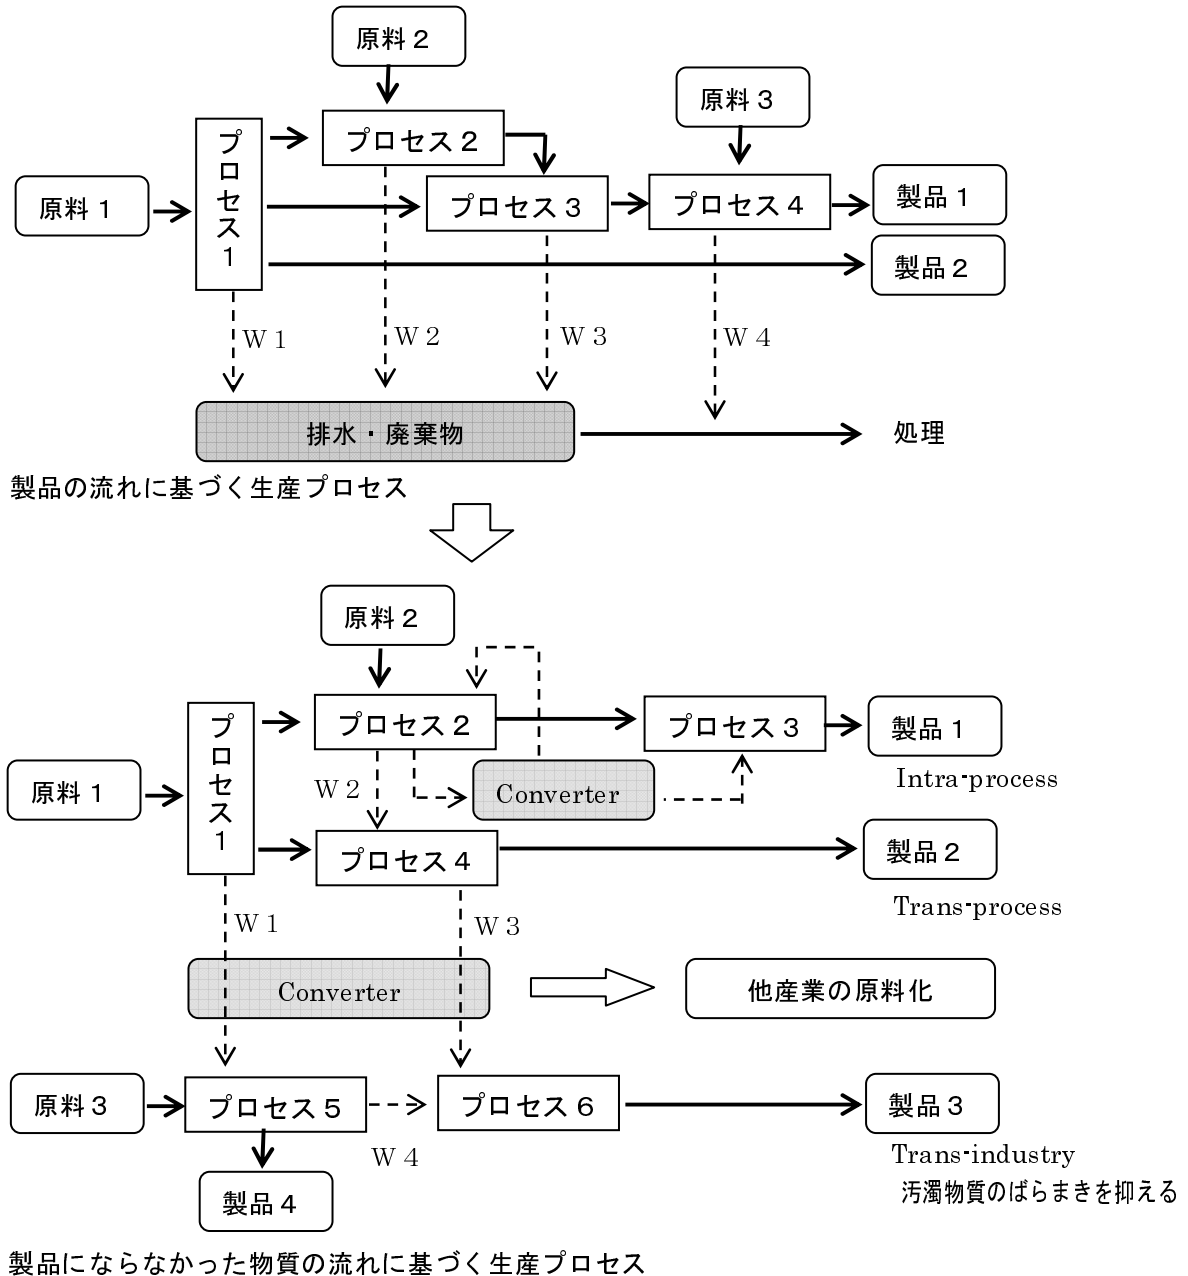 原料２
原料３
プロセス１
プロセス２
原料１
プロセス３
プロセス４
製品１
製品２
Ｗ１
Ｗ２
Ｗ３
Ｗ４
排水・廃棄物
処理
製品の流れに基づく生産プロセス
原料２
プロセス１
プロセス２
プロセス３
製品１
Intra-process
原料１
Ｗ２
Converter
プロセス４
製品２
Trans-process
Ｗ１
Ｗ３
Converter
他産業の原料化
原料３
プロセス５
プロセス６
製品３
Ｗ４
Trans-industry
汚濁物質のばらまきを抑える
製品４
製品にならなかった物質の流れに基づく生産プロセス